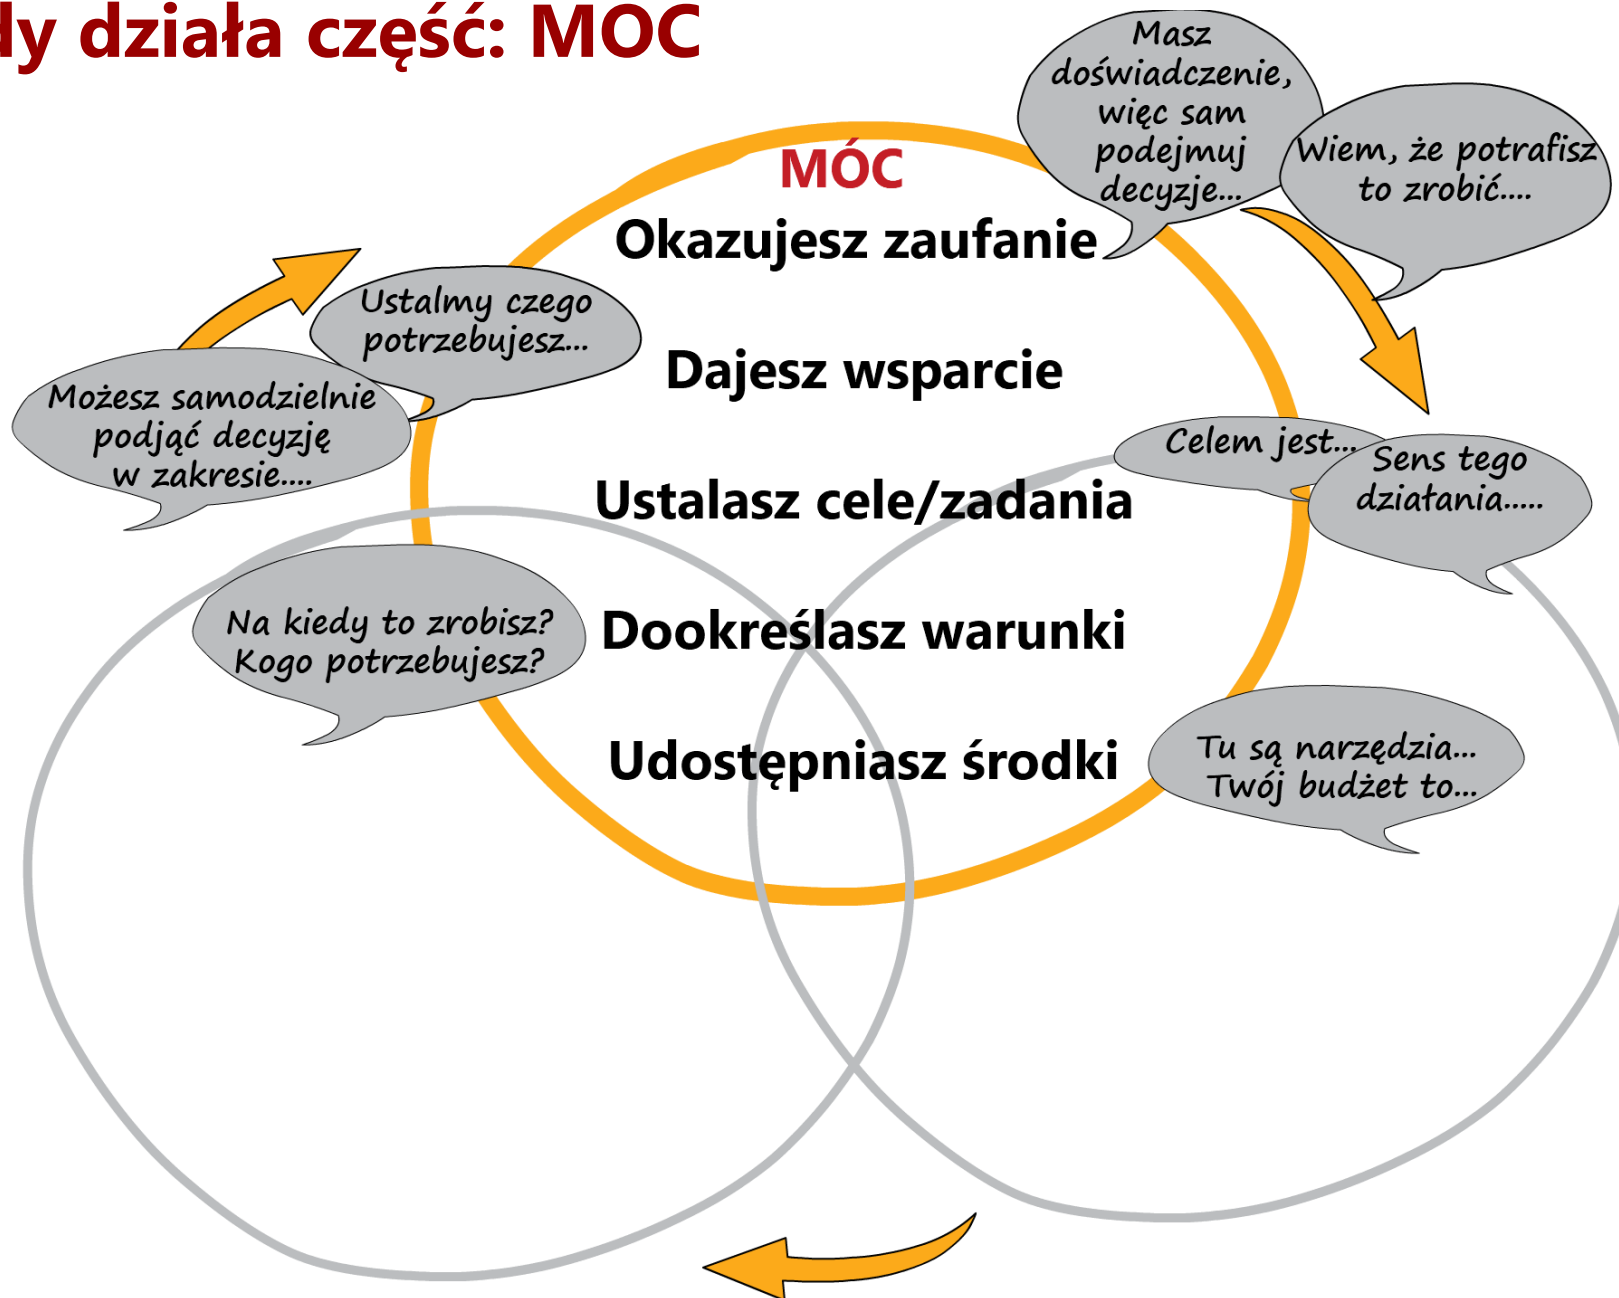 dy działa część: MOC
Masz
doświadczenie,
więc sam
podejmuj
decyzje...
Wiem, że potrafisz
to zrobić....
MÓC
Okazujesz zaufanie
Ustalmy czego
potrzebujesz...
Dajesz wsparcie
Możesz samodzielnie
podjąć decyzję
w zakresie....
Celem jest...
Sens tego
działania.....
Ustalasz cele/zadania
Na kiedy to zrobisz?
Kogo potrzebujesz?
Dookreślasz warunki
Udostępniasz środki
Tu są narzędzia...
Twój budżet to...